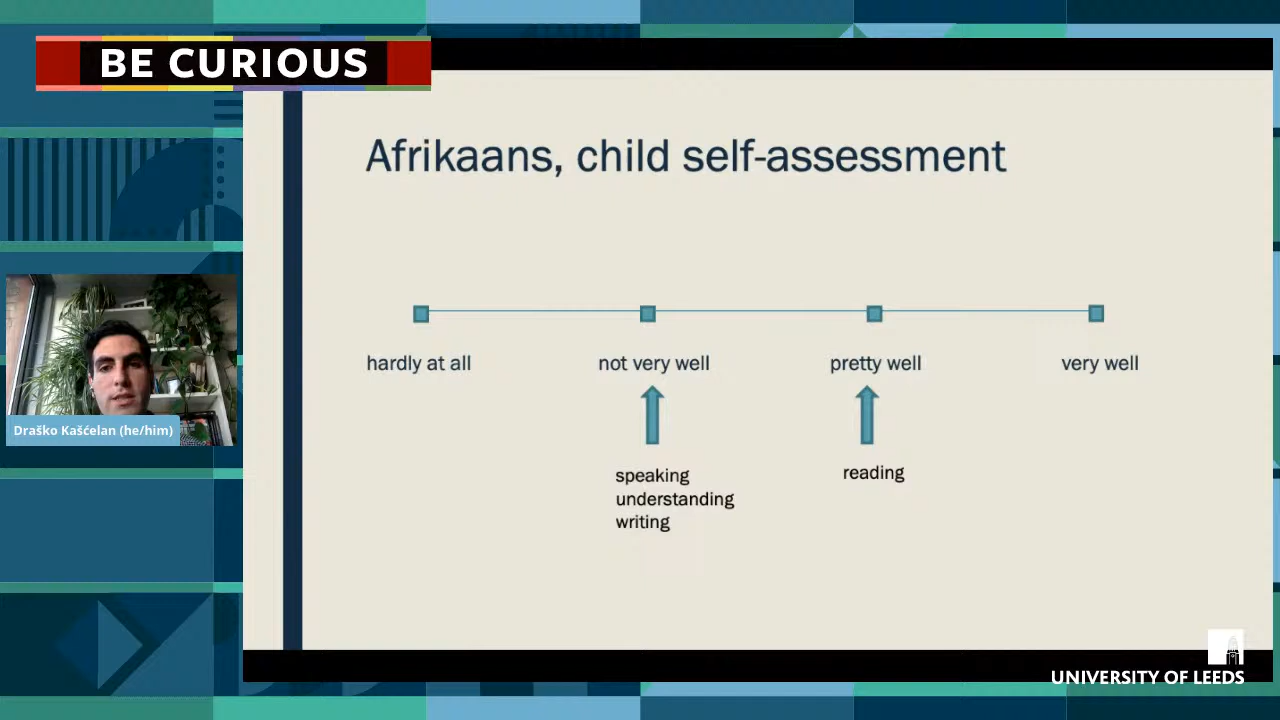 BE CURIOUS
Afrikaans, child self-assessment
hardly at all
not very well
pretty well
very well
speaking
understanding
writing
reading
Draško Kašćelan (he/him)
UNIVERSITY OF LEEDS